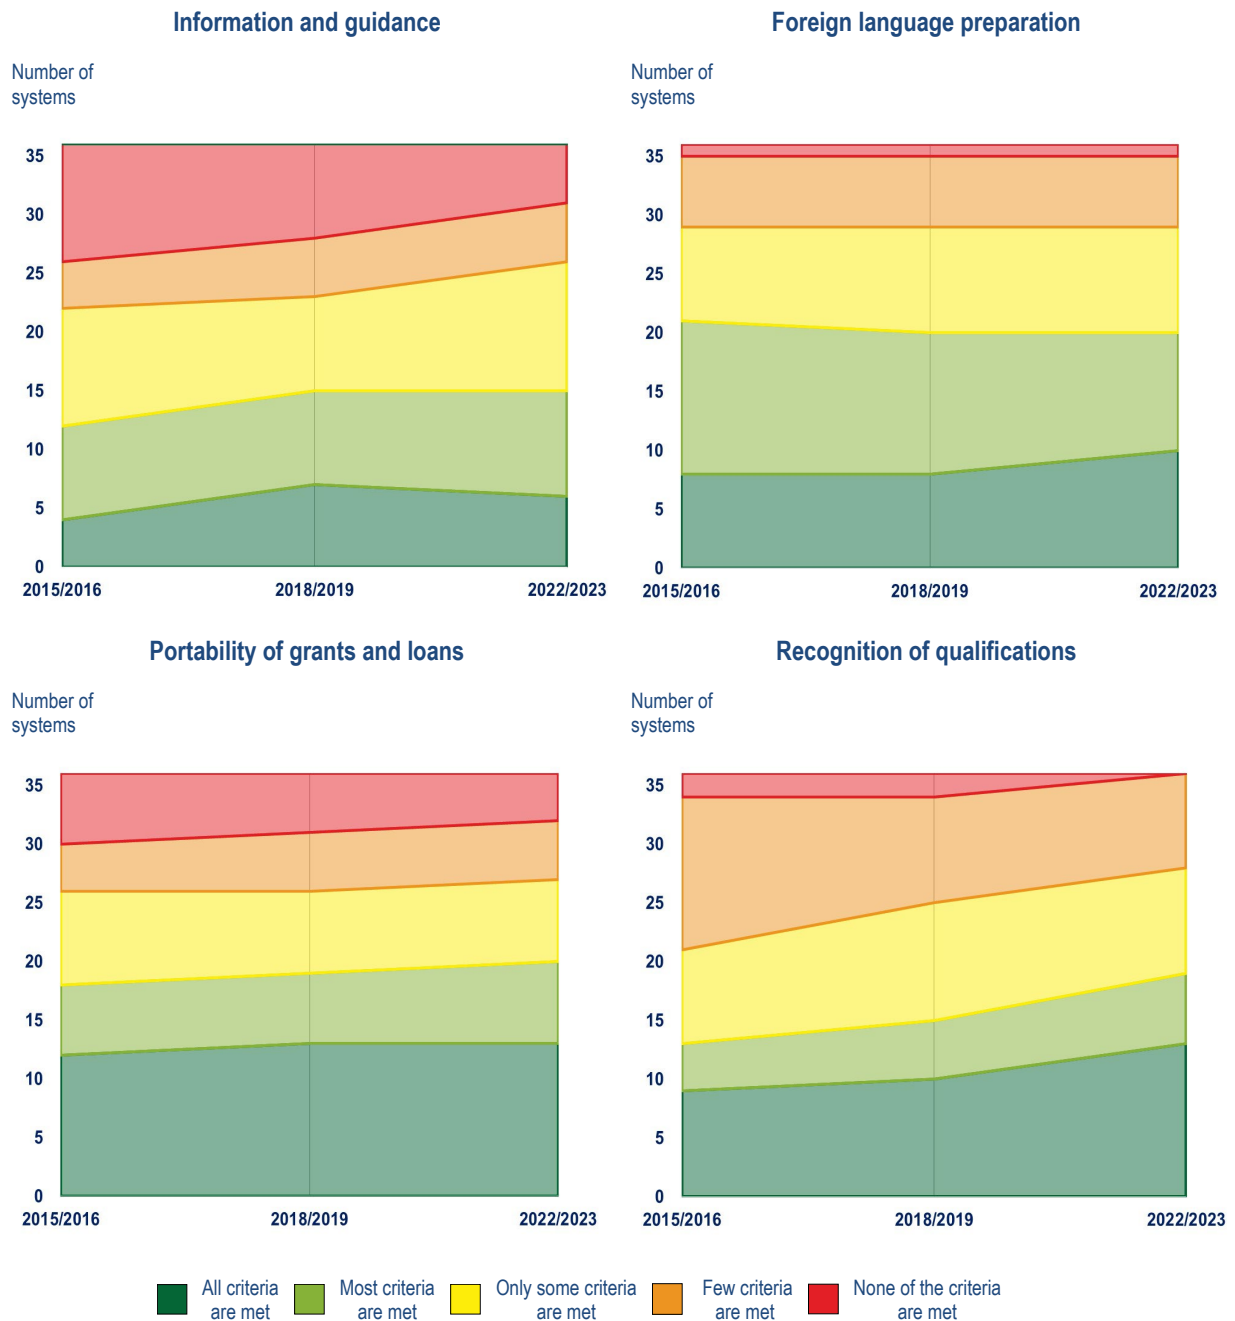 Information and guidance
Number of
systems
35
30
25
20
15
10
5
0
2015/2016 2018/2019 2022/2023
Foreign language preparation
Number of
systems
35
30
25
20
15
10
5
0
2015/2016 2018/2019 2022/2023
Portability of grants and loans
Number of
systems
35
30
25
20
15
10
5
0
2015/2016 2018/2019 2022/2023
Recognition of qualifications
Number of
systems
35
30
25
20
15
10
5
0
2015/2016 2018/2019 2022/2023
All criteria
are met
Most criteria
are met
Only some criteria
are met
Few criteria
are met
None of the criteria
are met